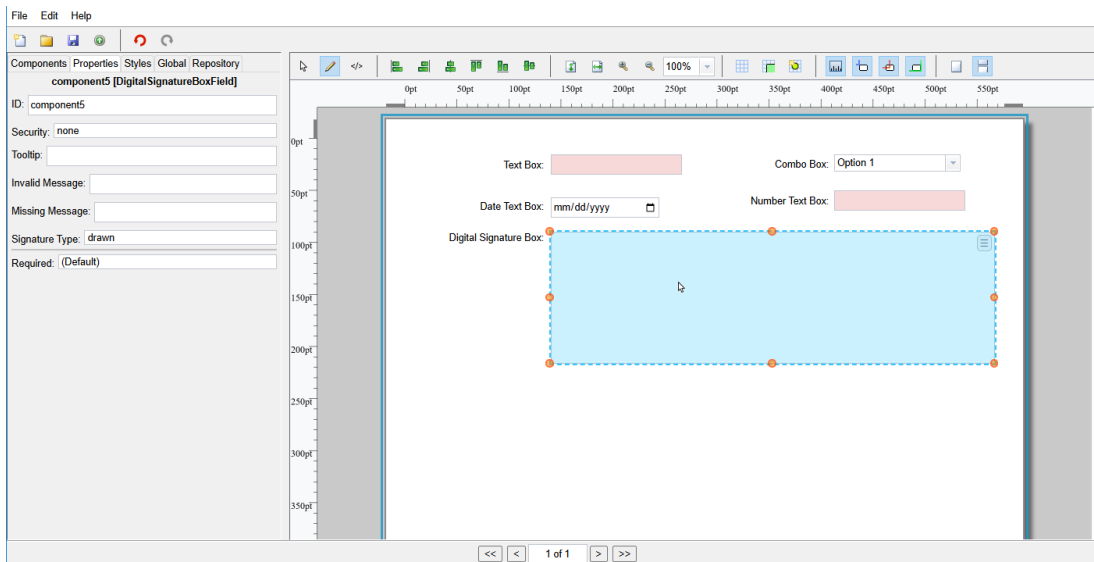 File Edit Help
Components Properties Styles Global Repository
component5 [DigitalSignatureBoxField]
ID: component5
Security: none
Tooltip:
Invalid Message:
Missing Message:
Signature Type: drawn
Required: (Default)
</> 100%
0pt 50pt 100pt 150pt 200pt 250pt 300pt 350pt 400pt 450pt 500pt 550pt
0pt
50pt
100pt
150pt
200pt
250pt
300pt
350pt
Text Box: Combo Box: Option 1
Date Text Box: mm/dd/yyyy Number Text Box:
Digital Signature Box:
<< < 1 of 1 > >>